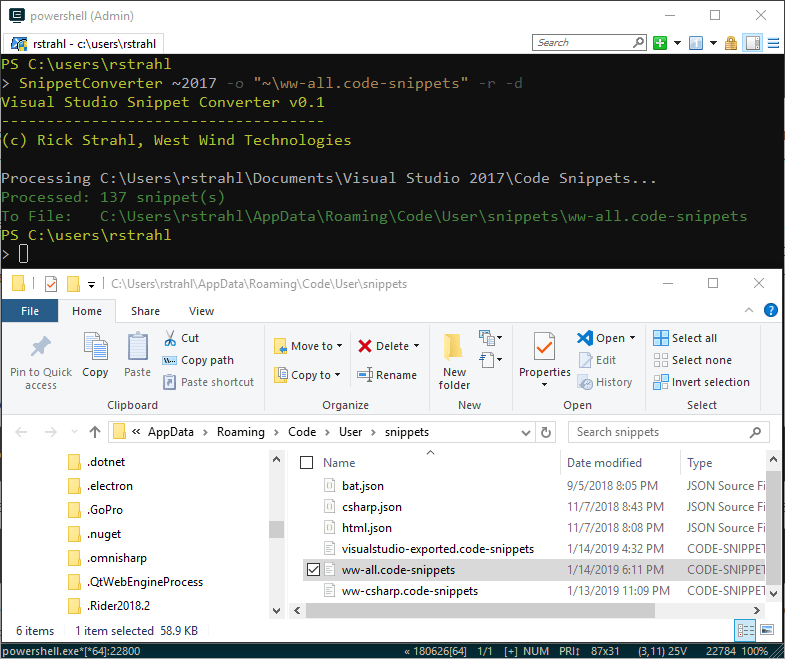 powershell (Admin)
rstrahl - c:\users\rstrahl
Search
PS C:\users\rstrahl
> SnippetConverter ~2017 -o "~\ww-all.code-snippets" -r -d
Visual Studio Snippet Converter v0.1
------------------------------------
(c) Rick Strahl, West Wind Technologies
Processing C:\Users\rstrahl\Documents\Visual Studio 2017\Code Snippets...
Processed: 137 snippet(s)
To File:   C:\Users\rstrahl\AppData\Roaming\Code\User\snippets\ww-all.code-snippets
PS C:\users\rstrahl
>
C:\Users\rstrahl\AppData\Roaming\Code\User\snippets
File Home Share View
Pin to Quick access
Copy
Paste
Cut
Copy path
Paste shortcut
Clipboard
Move to
Copy to
Delete
Rename
Organize
New folder
New
Properties
Open
Edit
History
Open
Select all
Select none
Invert selection
Select
« AppData > Roaming > Code > User > snippets
Search snippets
.dotnet
.electron
.GoPro
.nuget
.omnisharp
.QtWebEngineProcess
.Rider2018.2
Name Date modified Type
bat.json 9/5/2018 8:05 PM JSON Source Fi
csharp.json 11/7/2018 8:43 PM JSON Source Fi
html.json 11/7/2018 8:08 PM JSON Source Fi
visualstudio-exported.code-snippets 1/14/2019 4:32 PM CODE-SNIPPET
ww-all.code-snippets 1/14/2019 6:11 PM CODE-SNIPPET
ww-csharp.code-snippets 1/13/2019 11:09 PM CODE-SNIPPET
6 items 1 item selected 58.9 KB
powershell.exe*[*64]:22800 « 180626[64] 1/1 [+] NUM PRI↕ 87x31 (3,11) 25V 22784 100%